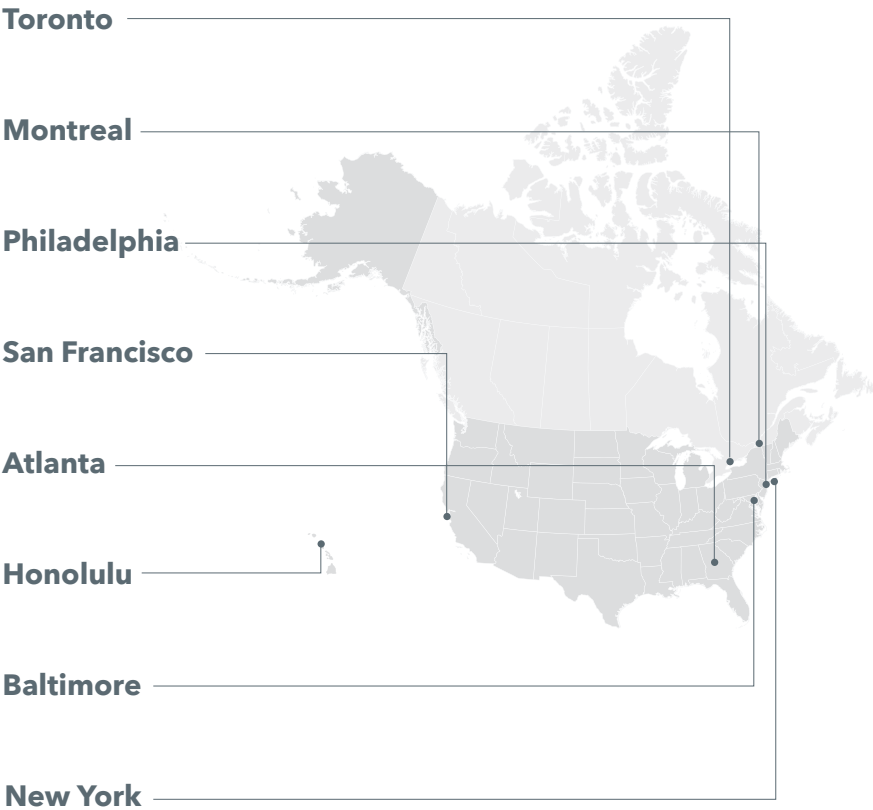 Toronto
Montreal
Philadelphia
San Francisco
Atlanta
Honolulu
Baltimore
New York